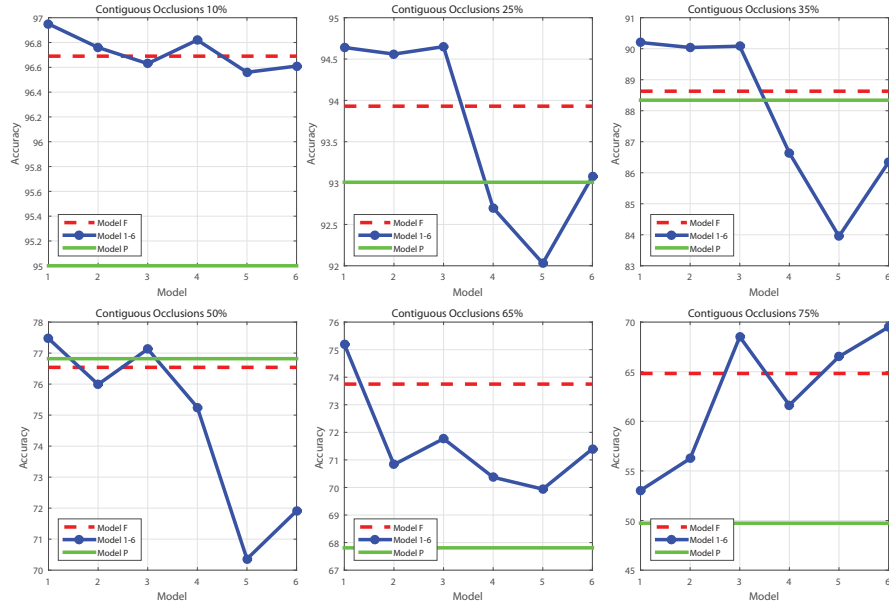 Contiguous Occlusions 10%
97
96.8
96.6
96.4
96.2
96
95.8
95.6
95.4
95.2
95
Accuracy
Model F
Model 1-6
Model P
1 2 3 4 5 6
Model
Contiguous Occlusions 25%
95
94.5
94
93.5
93
92.5
92
Accuracy
Model F
Model 1-6
Model P
1 2 3 4 5 6
Model
Contiguous Occlusions 35%
91
90
89
88
87
86
85
84
83
Accuracy
Model F
Model 1-6
Model P
1 2 3 4 5 6
Model
Contiguous Occlusions 50%
78
77
76
75
74
73
72
71
70
Accuracy
Model F
Model 1-6
Model P
1 2 3 4 5 6
Model
Contiguous Occlusions 65%
76
75
74
73
72
71
70
69
68
67
Accuracy
Model F
Model 1-6
Model P
1 2 3 4 5 6
Model
Contiguous Occlusions 75%
70
65
60
55
50
45
Accuracy
Model F
Model 1-6
Model P
1 2 3 4 5 6
Model